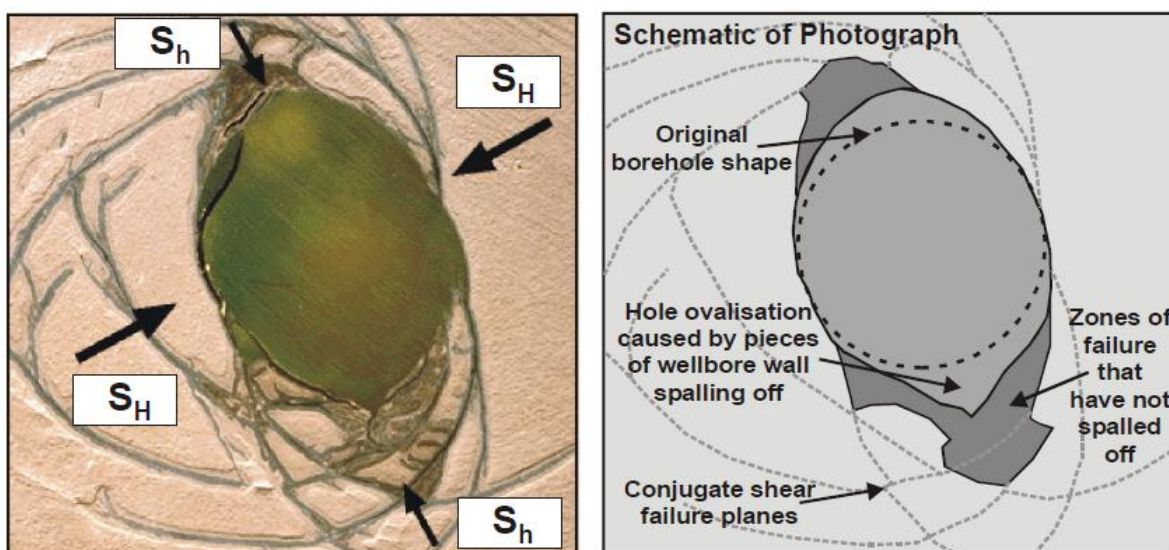 Sh
SH
SH
Sh
Schematic of Photograph
Original
borehole shape
Hole ovalisation
caused by pieces
of wellbore wall
spalling off
Zones of
failure
that
have not
spalled
off
Conjugate shear
failure planes